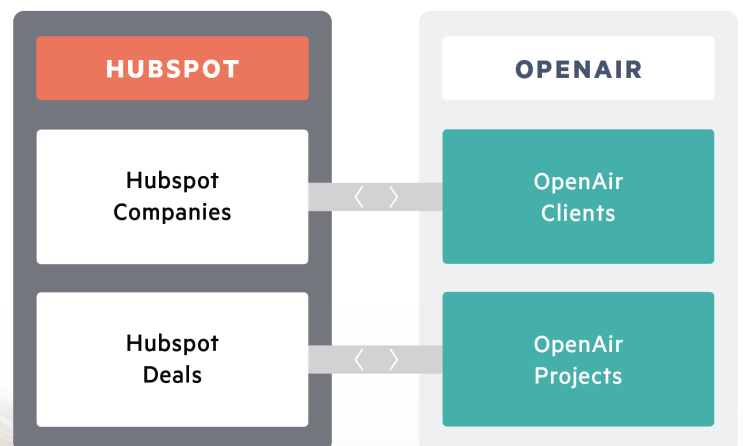 HUBSPOT
OPENAIR
Hubspot
Companies
OpenAir
Clients
Hubspot
Deals
OpenAir
Projects